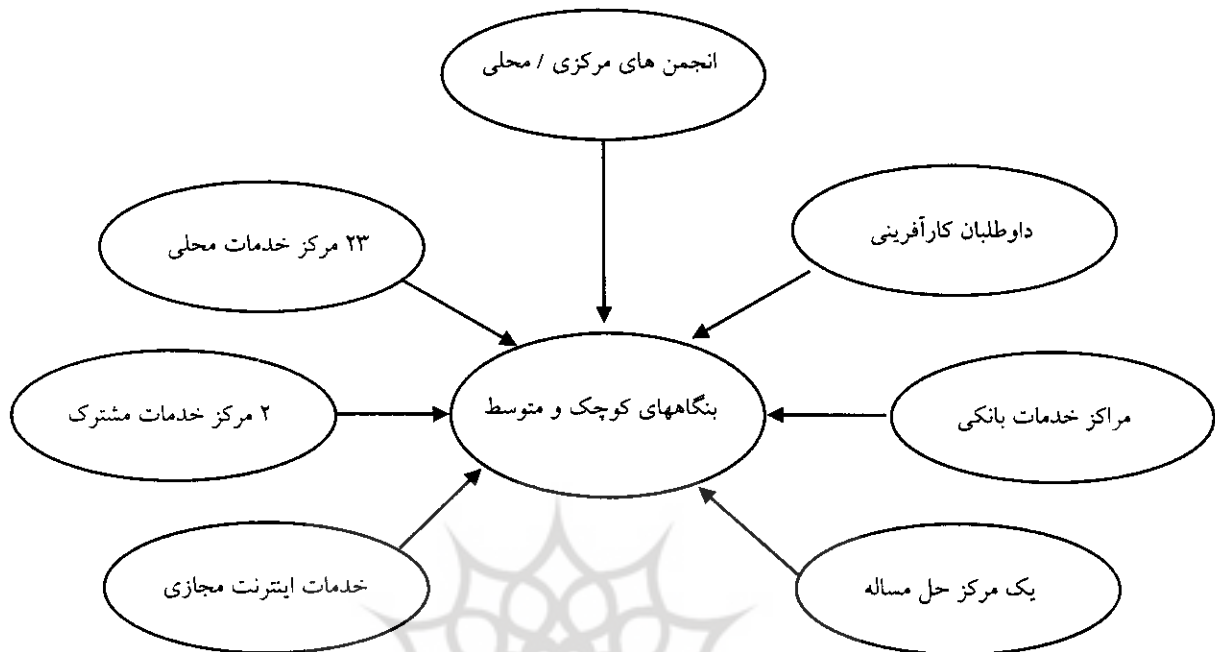 انجمن های مرکزی / محلی
داوطلبان کارآفرینی
۲۳ مرکز خدمات محلی
بنگاههای کوچک و متوسط
مراکز خدمات بانکی
۲ مرکز خدمات مشترک
یک مرکز حل مساله
خدمات اینترنت مجازی